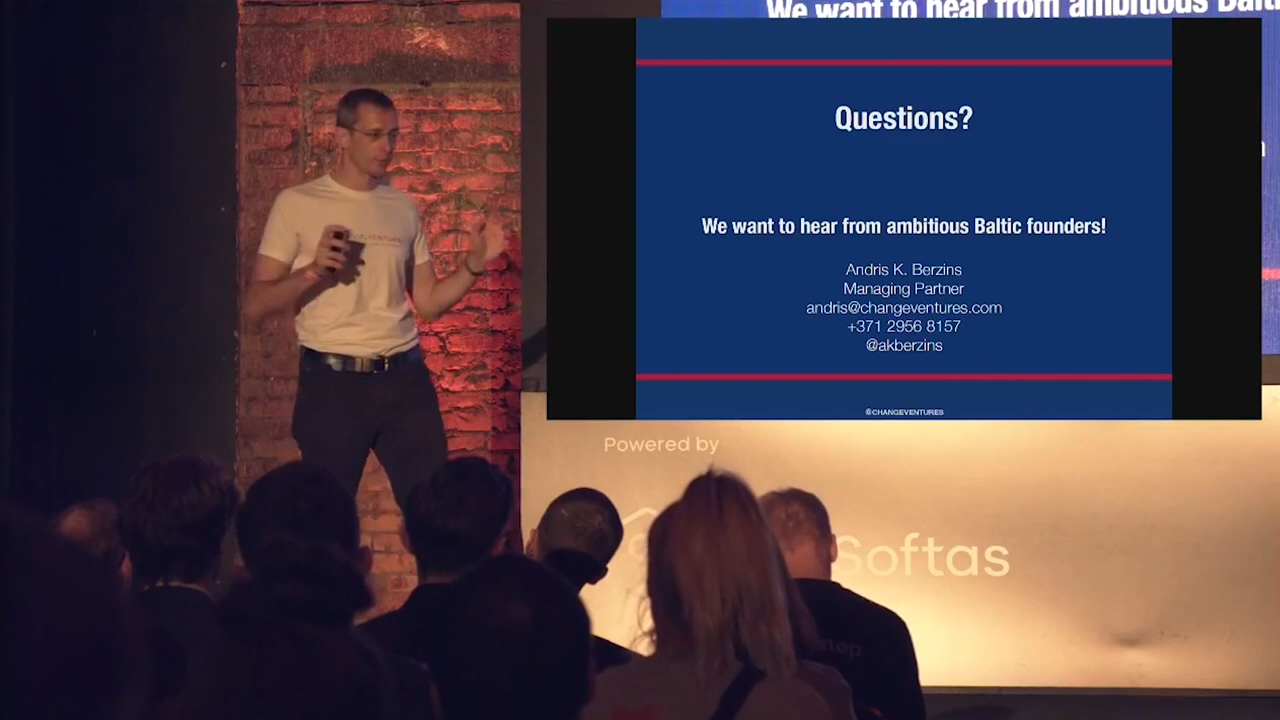 We want to hear from ambitious
Questions?
We want to hear from ambitious Baltic founders!
Andris K. Berzins
Managing Partner
andris@changeventures.com
+371 2956 8157
@akberzins
@CHANGEVENTURES
Powered by
Softas